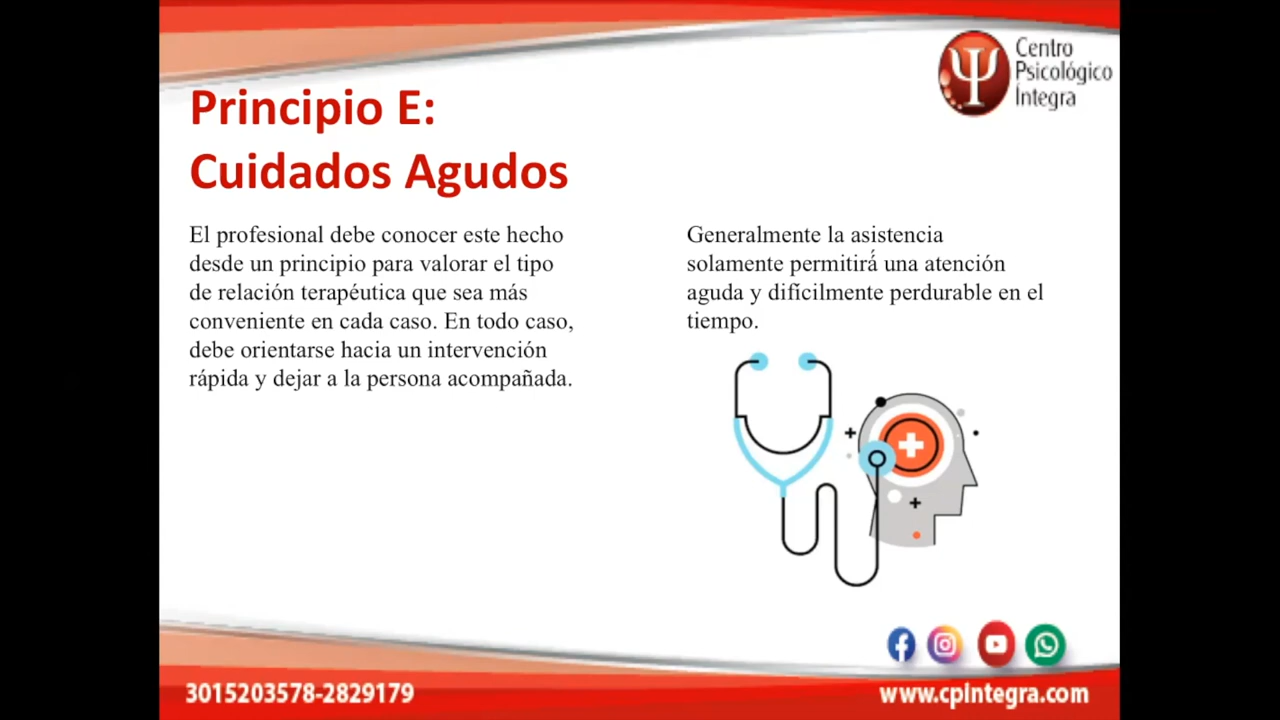 Centro
Psicológico
Íntegra
Principio E:
Cuidados Agudos
El profesional debe conocer este hecho
desde un principio para valorar el tipo
de relación terapéutica que sea más
conveniente en cada caso. En todo caso,
debe orientarse hacia un intervención
rápida y dejar a la persona acompañada.
Generalmente la asistencia
solamente permitirá una atención
aguda y difícilmente perdurable en el
tiempo.
3015203578-2829179
www.cpintegra.com